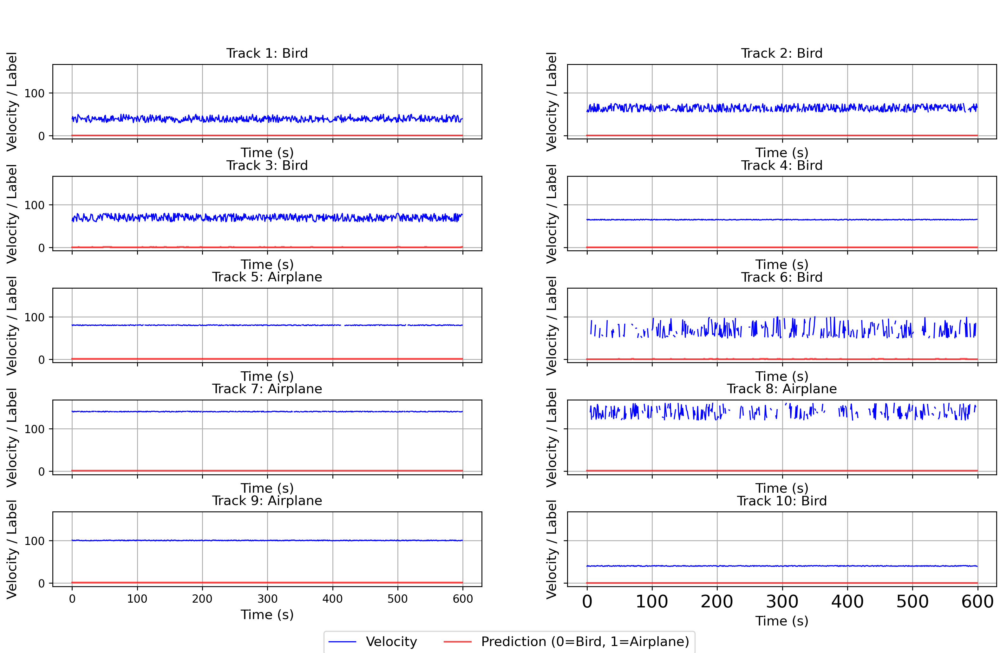 Track 1: Bird
Velocity / Label
100
0
Time (s)
Track 2: Bird
Velocity / Label
Time (s)
Track 3: Bird
Velocity / Label
100
0
Time (s)
Track 4: Bird
Velocity / Label
Time (s)
Track 5: Airplane
Velocity / Label
100
0
Time (s)
Track 6: Bird
Velocity / Label
Time (s)
Track 7: Airplane
Velocity / Label
100
0
Time (s)
Track 8: Airplane
Velocity / Label
Time (s)
Track 9: Airplane
Velocity / Label
100
0
0 100 200 300 400 500 600
Time (s)
Track 10: Bird
Velocity / Label
0 100 200 300 400 500 600
Time (s)
Velocity
Prediction (0=Bird, 1=Airplane)